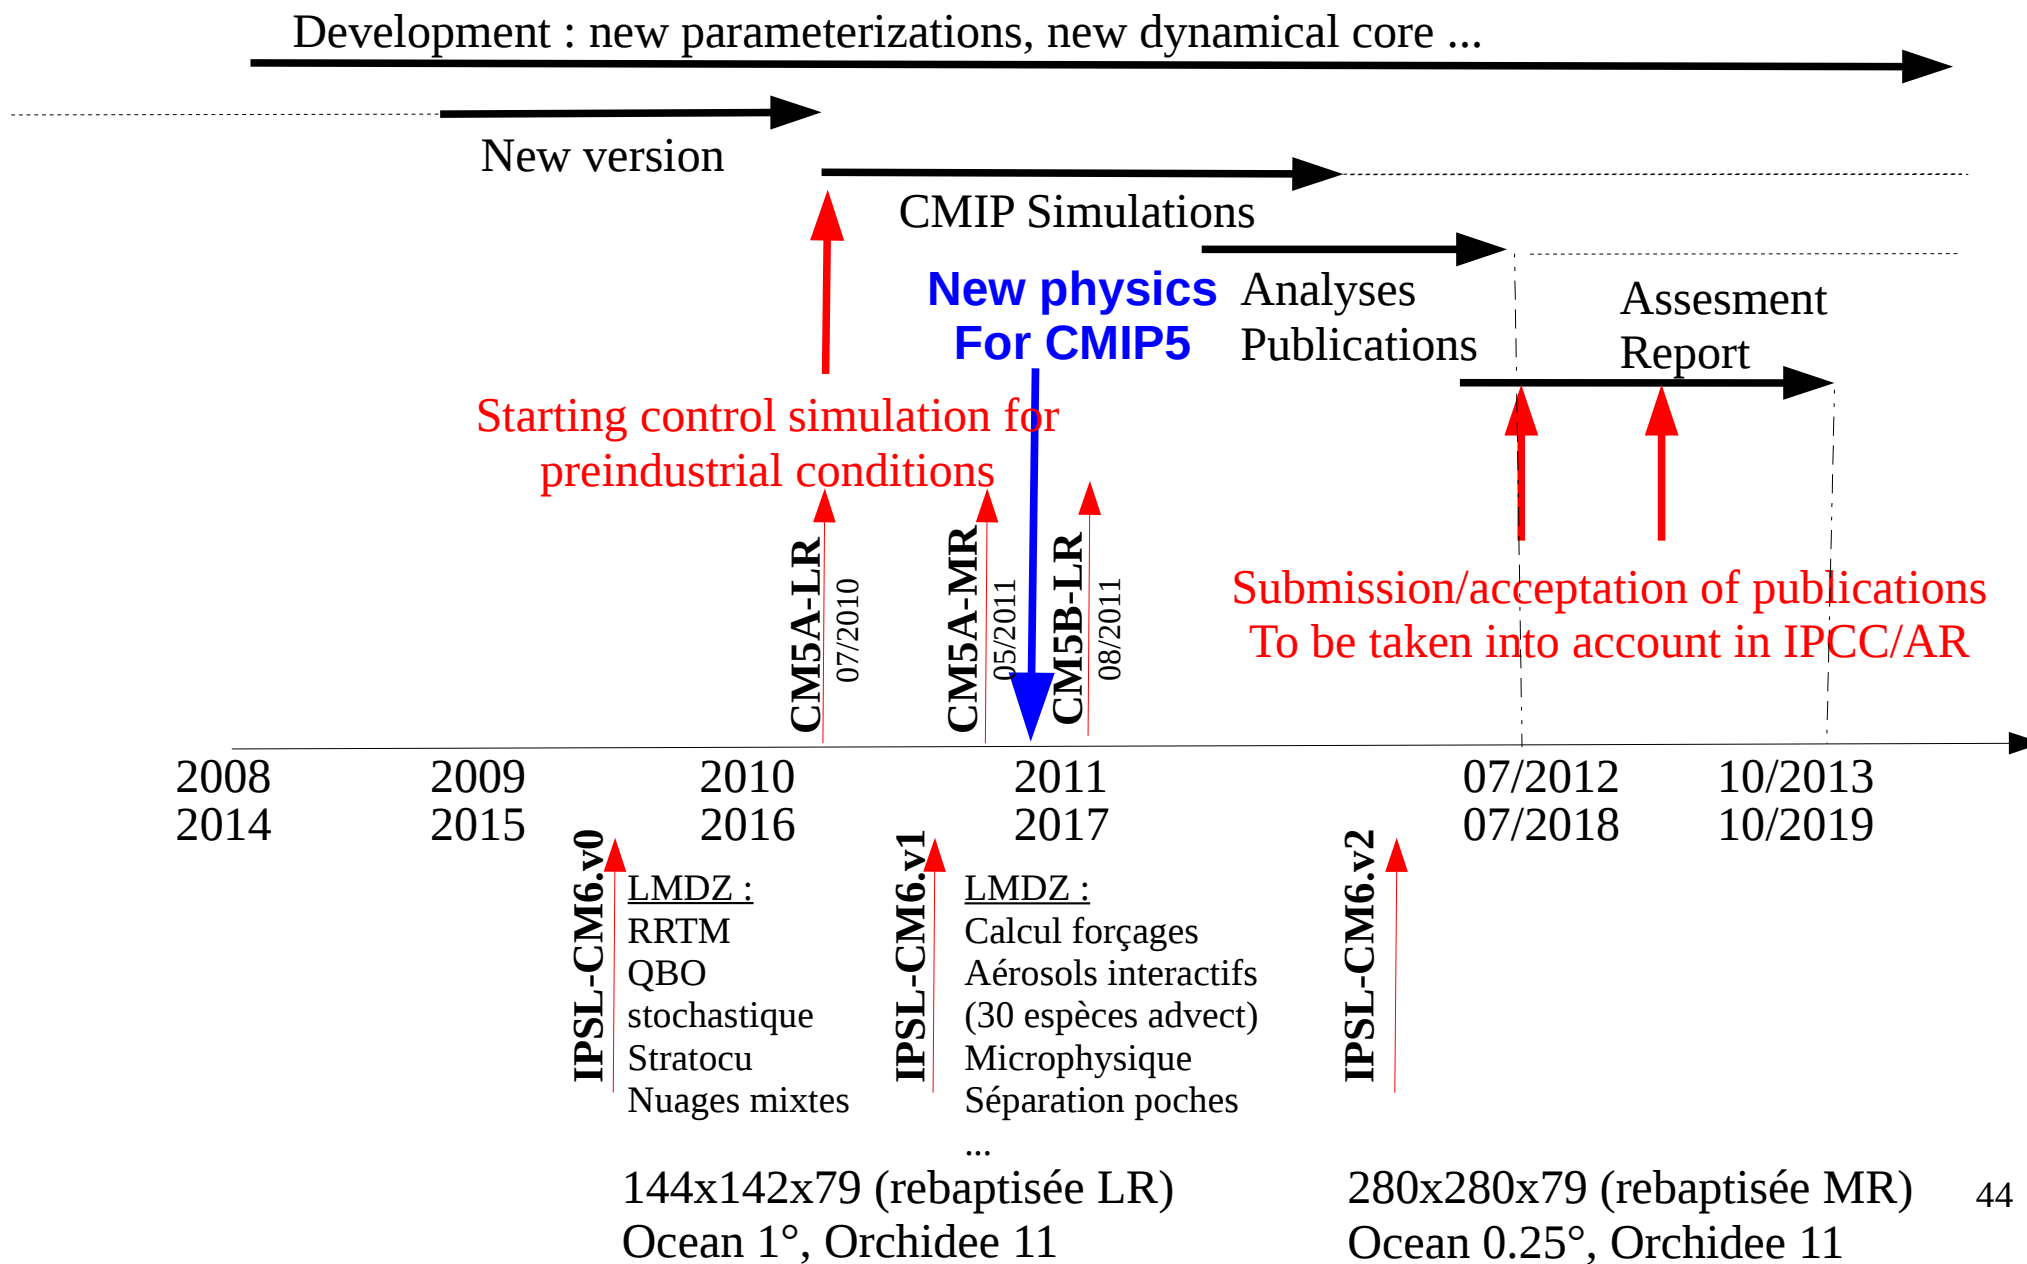 Development : new parameterizations, new dynamical core ...
New version
CMIP Simulations
New physics
For CMIP5
Analyses
Publications
Assesment
Report
Starting control simulation for
preindustrial conditions
CM5A-LR
07/2010
CM5A-MR
05/2011
CM5B-LR
08/2011
Submission/acceptation of publications
To be taken into account in IPCC/AR
2008 2009 2010 2011 07/2012 10/2013
2014 2015 2016 2017 07/2018 10/2019
IPSL-CM6.v0
LMDZ :
RRTM
QBO
stochastique
Stratocu
Nuages mixtes
IPSL-CM6.v1
LMDZ :
Calcul forçages
Aérosols interactifs
(30 espèces advect)
Microphysique
Séparation poches
...
IPSL-CM6.v2
144x142x79 (rebaptisée LR)
Ocean 1°, Orchidee 11
280x280x79 (rebaptisée MR)
Ocean 0.25°, Orchidee 11
44